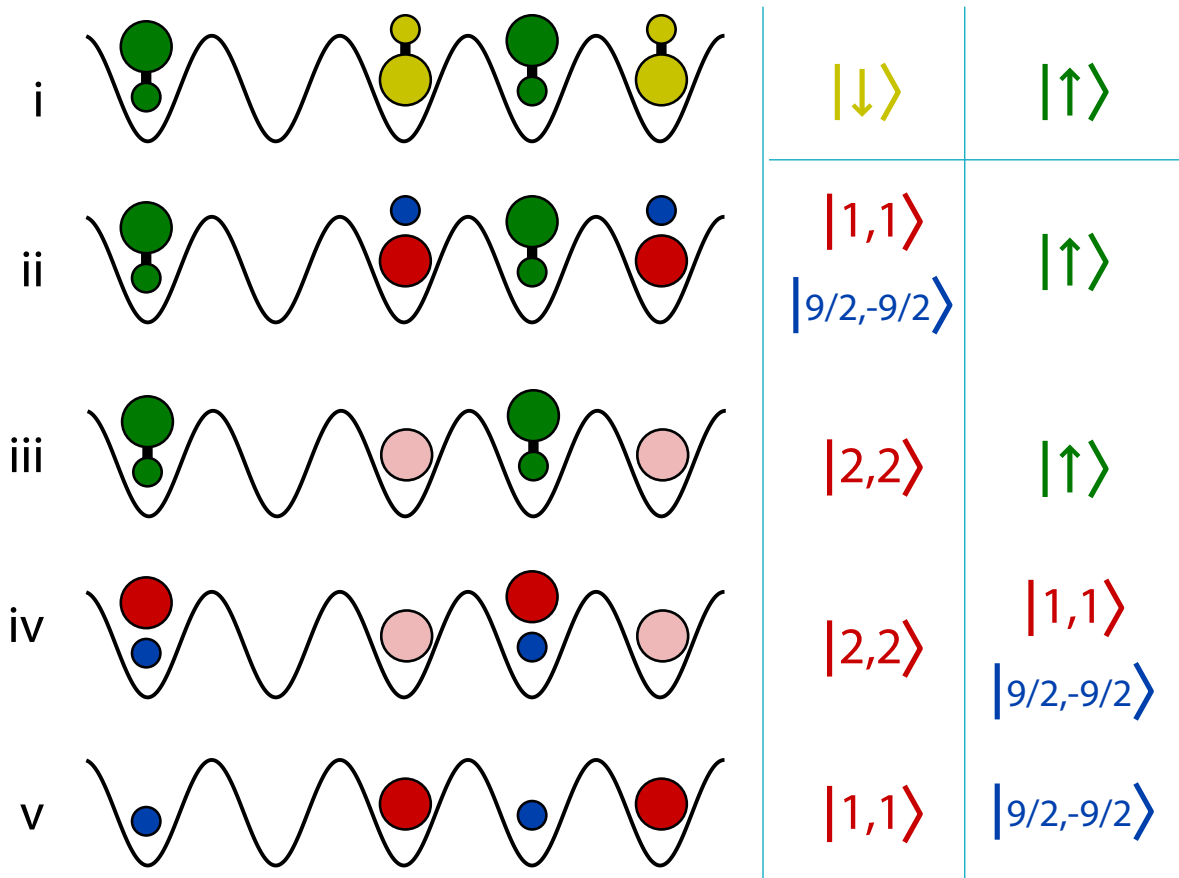 i |↓⟩ |↑⟩
|1,1⟩
ii |↑⟩
|9/2,-9/2⟩
iii |2,2⟩ |↑⟩
|1,1⟩
iv |2,2⟩
|9/2,-9/2⟩
v |1,1⟩ |9/2,-9/2⟩